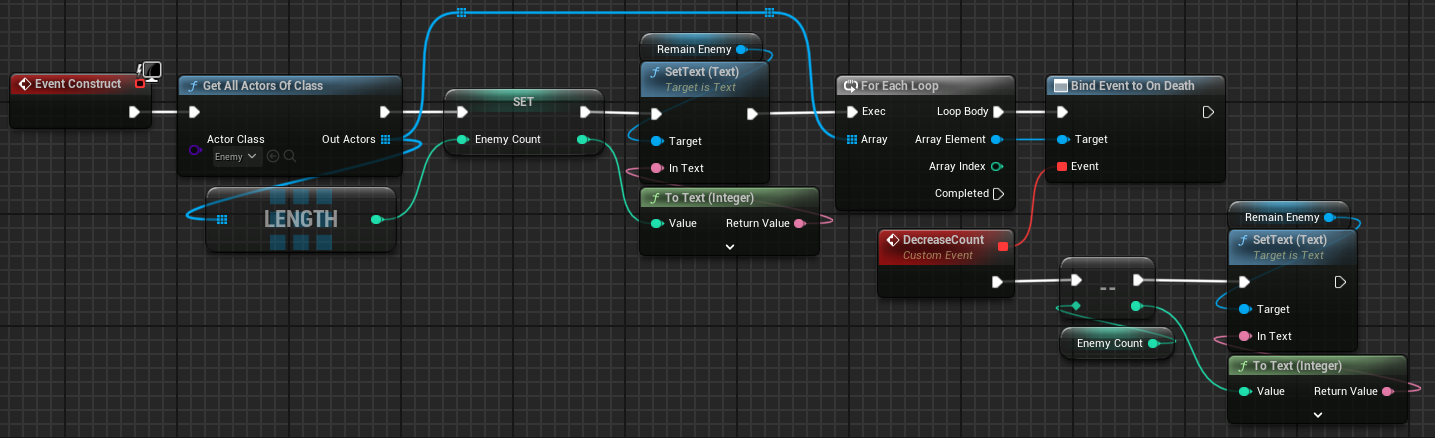 Event Construct
Get All Actors Of Class
Actor Class
Out Actors
Enemy
LENGTH
SET
Enemy Count
Remain Enemy
SetText (Text)
Target is Text
Target
In Text
To Text (Integer)
Value
Return Value
For Each Loop
Exec
Loop Body
Array
Array Element
Array Index
Completed
Bind Event to On Death
Target
Event
DecreaseCount
Custom Event
--
Enemy Count
Remain Enemy
SetText (Text)
Target is Text
Target
In Text
To Text (Integer)
Value
Return Value